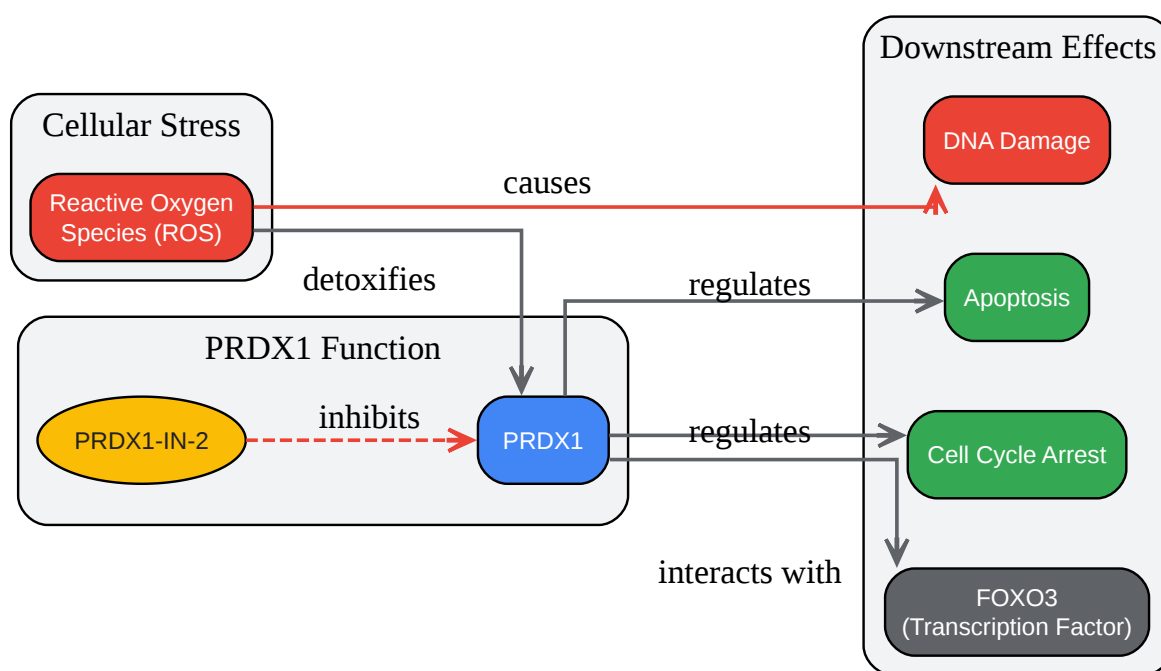 Downstream Effects
Cellular Stress
DNA Damage
Reactive Oxygen
Species (ROS)
causes
detoxifies
regulates
Apoptosis
PRDX1 Function
PRDX1-IN-2
inhibits
PRDX1
regulates
Cell Cycle Arrest
interacts with
FOXO3
(Transcription Factor)